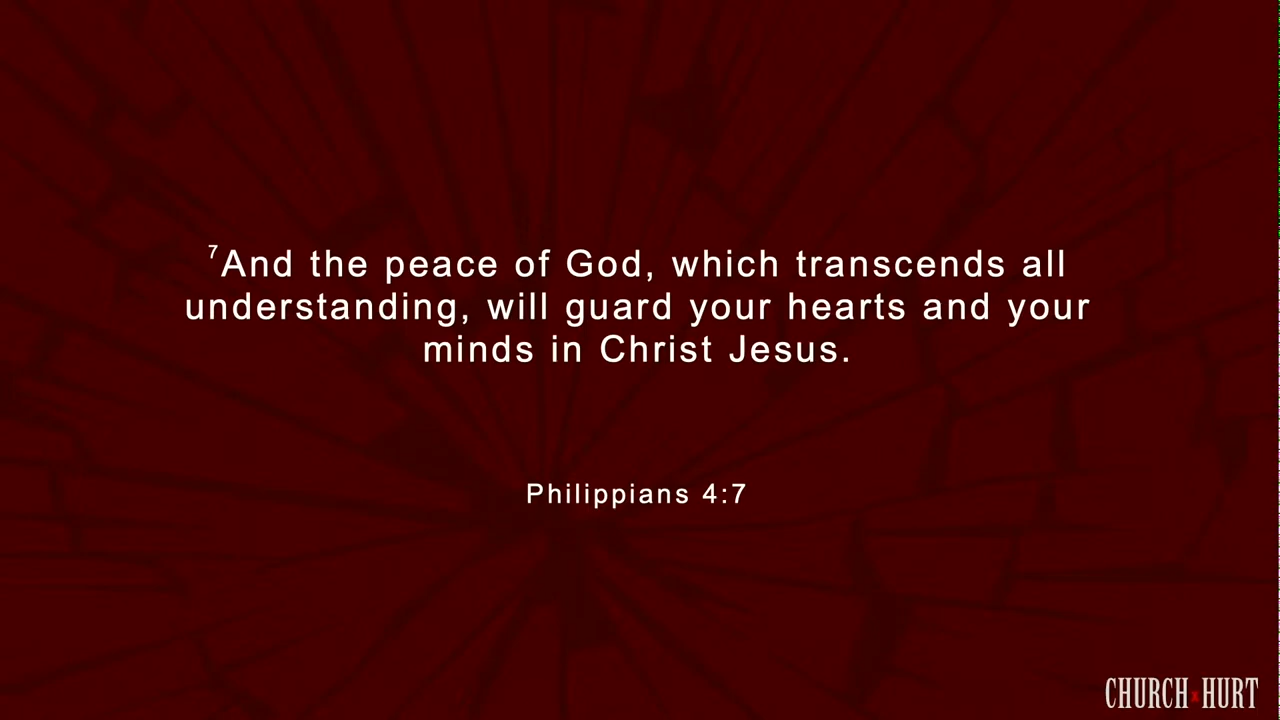 ⁷And the peace of God, which transcends all
understanding, will guard your hearts and your
minds in Christ Jesus.
Philippians 4:7
CHURCH HURT